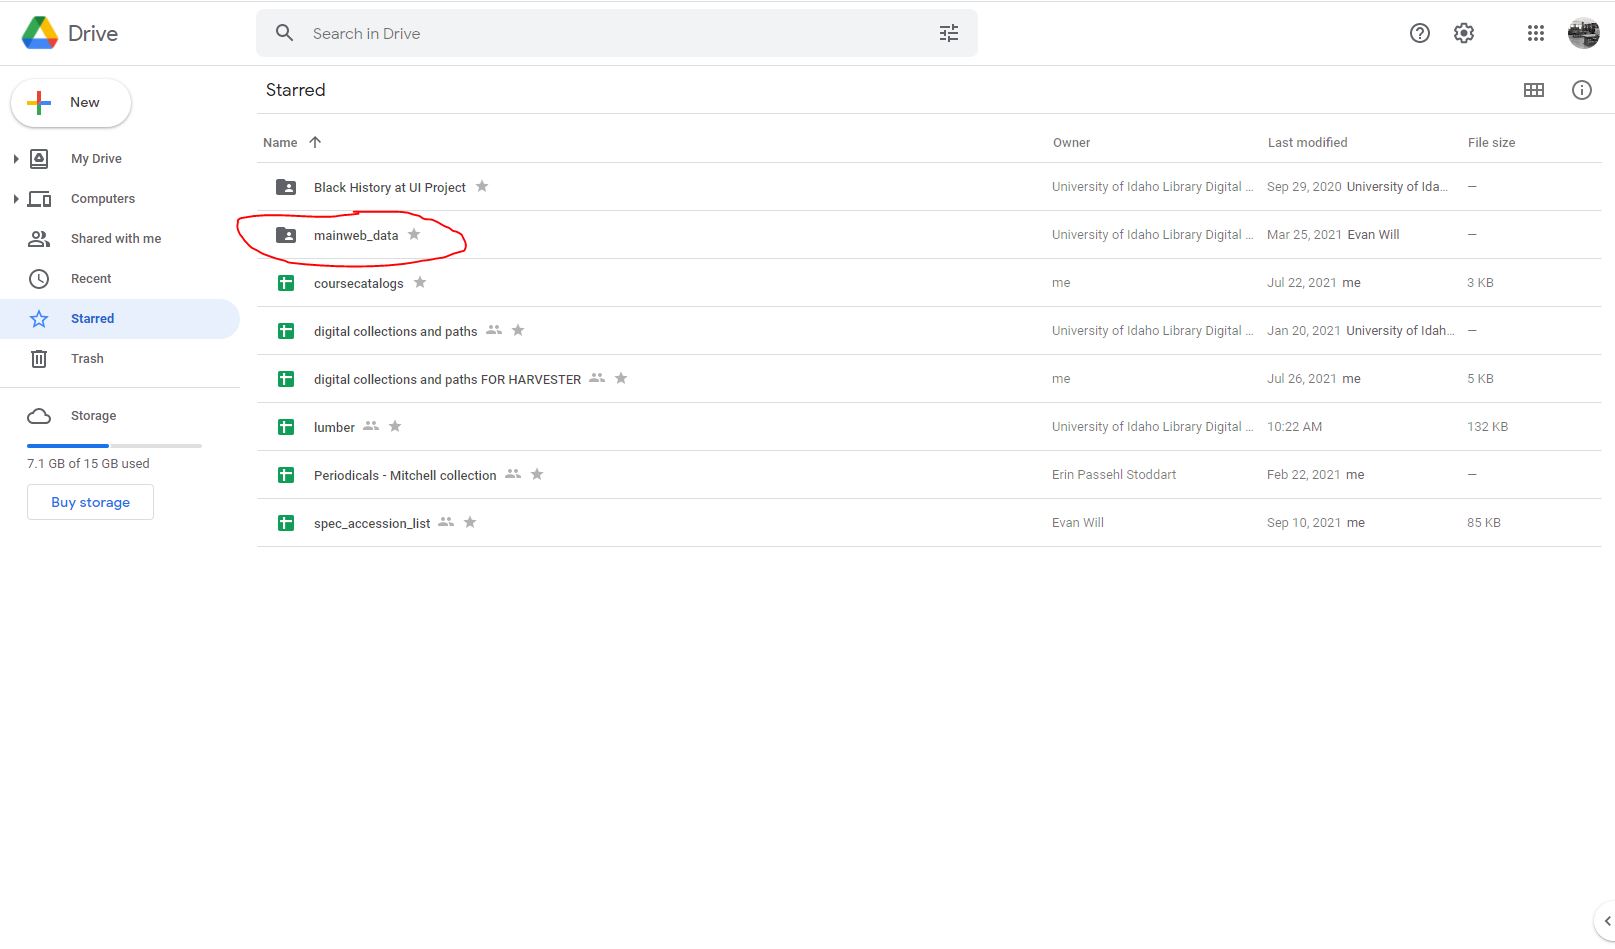 Drive
Search in Drive
New
My Drive
Computers
Shared with me
Recent
Starred
Trash
Storage
7.1 GB of 15 GB used
Buy storage
Starred
Name Owner Last modified File size
Black History at UI Project University of Idaho Library Digital ... Sep 29, 2020 University of Ida... —
mainweb_data University of Idaho Library Digital ... Mar 25, 2021 Evan Will —
coursecatalogs me Jul 22, 2021 me 3 KB
digital collections and paths University of Idaho Library Digital ... Jan 20, 2021 University of Idah... —
digital collections and paths FOR HARVESTER me Jul 26, 2021 me 5 KB
lumber University of Idaho Library Digital ... 10:22 AM 132 KB
Periodicals - Mitchell collection Erin Passehl Stoddart Feb 22, 2021 me —
spec_accession_list Evan Will Sep 10, 2021 me 85 KB